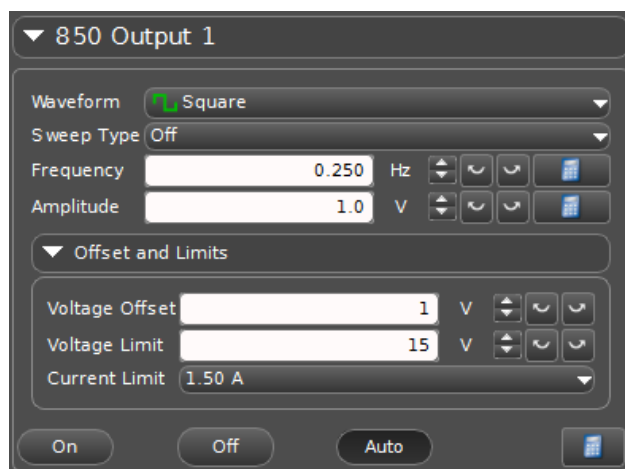 850 Output 1
Waveform Square
Sweep Type Off
Frequency 0.250 Hz
Amplitude 1.0 V
Offset and Limits
Voltage Offset 1 V
Voltage Limit 15 V
Current Limit 1.50 A
On Off Auto